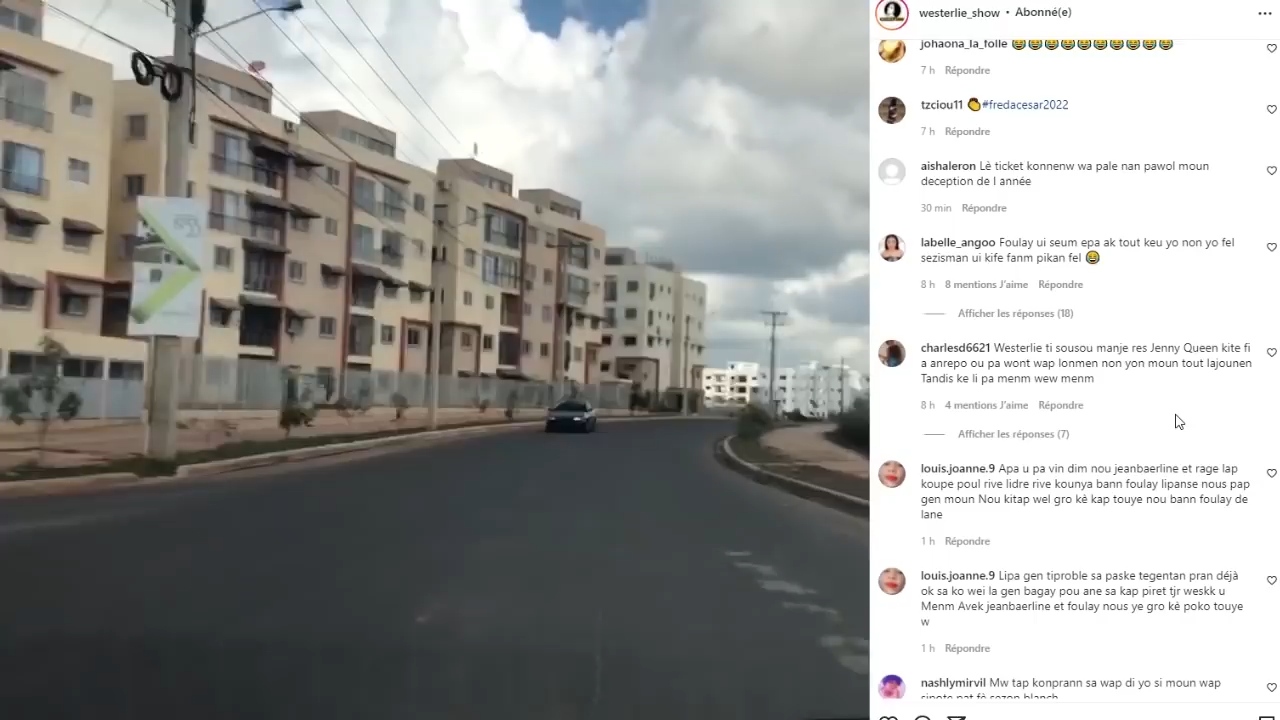 westerlie_show • Abonné(e)
johaona_la_folle 😂😂😂😂😂😂😂😂😂😂
7 h Répondre
tzciou11 👏#fredacesar2022
7 h Répondre
aishaleron Lè ticket konnenw wa pale nan pawol moun
deception de l année
30 min Répondre
labelle_angoo Foulay ui seum epa ak tout keu yo non yo fel
sezisman ui kife fanm pikan fel 😂
8 h 8 mentions J’aime Répondre
Afficher les réponses (18)
charlesd6621 Westerlie ti sousou manje res Jenny Queen kite fi
a anrepo ou pa wont wap lonmen non yon moun tout lajounen
Tandis ke li pa menm wew menm
8 h 4 mentions J’aime Répondre
Afficher les réponses (7)
louis.joanne.9 Apa u pa vin dim nou jeanbaerline et rage lap
koupe poul rive lidre rive kounya bann foulay lipanse nous pap
gen moun Nou kitap wel gro kè kap touye nou bann foulay de
lane
1 h Répondre
louis.joanne.9 Lipa gen tiproble sa paske tegentan pran déjà
ok sa ko wei la gen bagay pou ane sa kap piret tjr weskk u
Menm Avek jeanbaerline et foulay nous ye gro kè poko touye
w
1 h Répondre
nashlymirvil Mw tap konprann sa wap di yo si moun wap
sipote pat fè sezon blanch